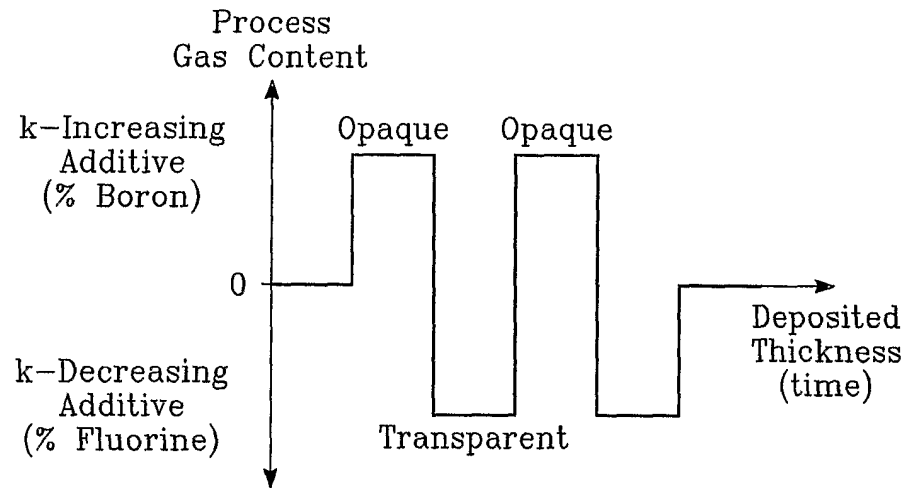 Process
Gas Content
k-Increasing
Additive
(% Boron)
Opaque
Opaque
0
Deposited
Thickness
(time)
k-Decreasing
Additive
(% Fluorine)
Transparent